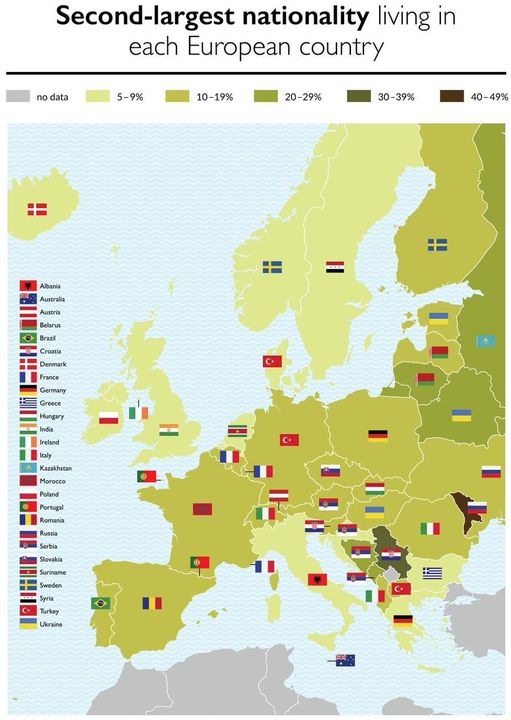 Second-largest nationality living in
each European country
no data
5–9%
10–19%
20–29%
30–39%
40–49%
Albania
Australia
Austria
Belarus
Brazil
Croatia
Denmark
France
Germany
Greece
Hungary
India
Ireland
Italy
Kazakhstan
Morocco
Poland
Portugal
Romania
Russia
Serbia
Slovakia
Suriname
Sweden
Syria
Turkey
Ukraine